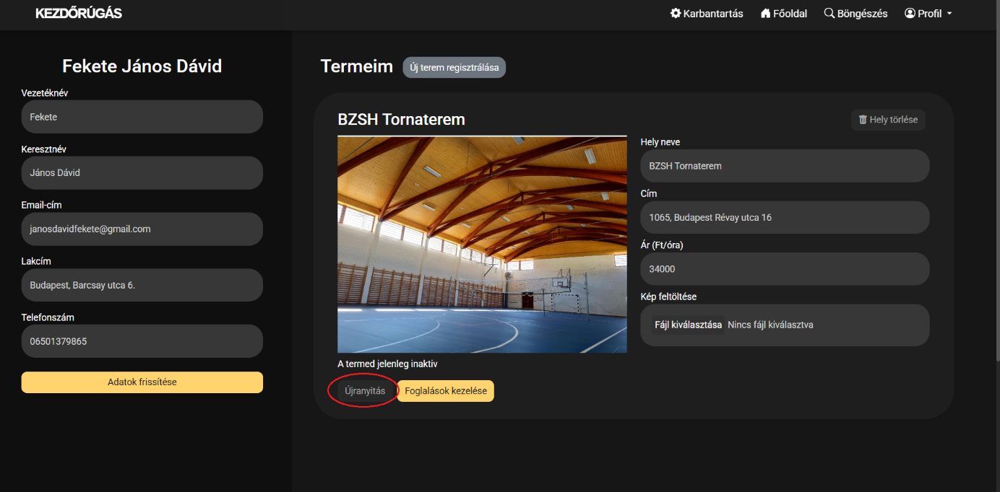 KEZDŐRÚGÁS
Karbantartás Főoldal Böngészés Profil
Fekete János Dávid
Vezetéknév
Fekete
Keresztnév
János Dávid
Email-cím
janosdavidfekete@gmail.com
Lakcím
Budapest, Barcsay utca 6.
Telefonszám
06501379865
Adatok frissítése
Termeim Új terem regisztrálása
BZSH Tornaterem
Hely törlése
Hely neve
BZSH Tornaterem
Cím
1065, Budapest Révay utca 16
Ár (Ft/óra)
34000
Kép feltöltése
Fájl kiválasztása Nincs fájl kiválasztva
A termed jelenleg inaktiv
Újranyitás Foglalások kezelése